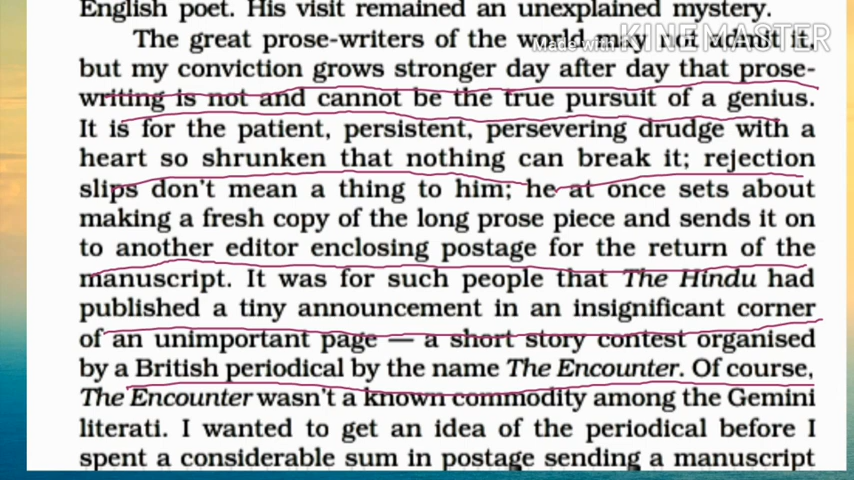 English poet. His visit remained an unexplained mystery.
The great prose-writers of the world may not admit it,
Made with KINEMASTER
but my conviction grows stronger day after day that prose-
writing is not and cannot be the true pursuit of a genius.
It is for the patient, persistent, persevering drudge with a
heart so shrunken that nothing can break it; rejection
slips don't mean a thing to him; he at once sets about
making a fresh copy of the long prose piece and sends it on
to another editor enclosing postage for the return of the
manuscript. It was for such people that The Hindu had
published a tiny announcement in an insignificant corner
of an unimportant page — a short story contest organised
by a British periodical by the name The Encounter. Of course,
The Encounter wasn't a known commodity among the Gemini
literati. I wanted to get an idea of the periodical before I
spent a considerable sum in postage sending a manuscript